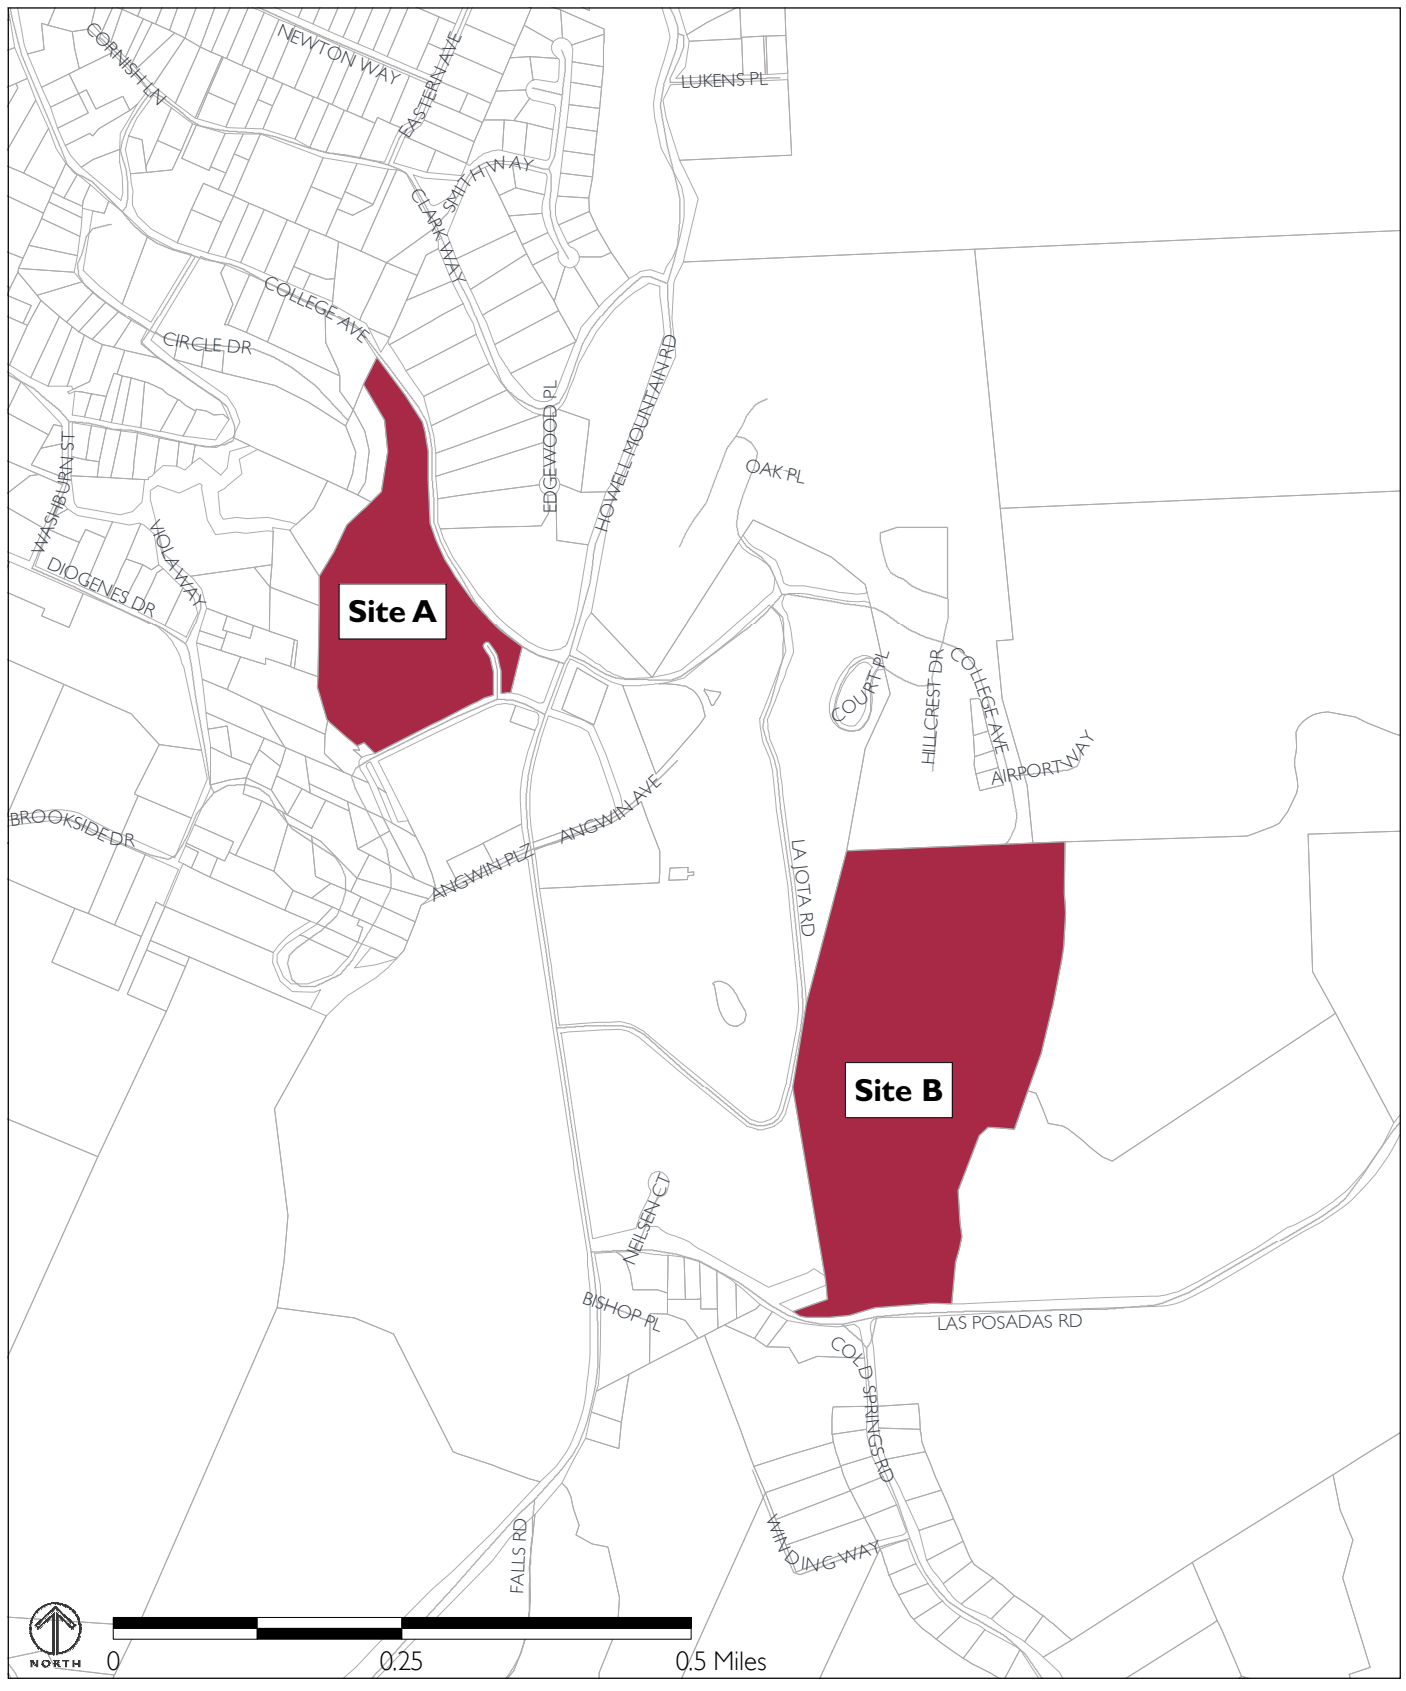 CORNISH LN
NEWTON WAY
EASTERN AVE
LUKENS PL
SMITH WAY
CLARK WAY
COLLEGE AVE
CIRCLE DR
EDGEWOOD PL
HOWELL MOUNTAIN RD
OAK PL
WASHBURN ST
VIOLA WAY
DIOGENES DR
Site A
COURT PL
HILLCREST DR
COLLEGE AVE
AIRPORT WAY
BROOKSIDE DR
ANGWIN AVE
ANGWIN PLZ
LA JOTA RD
Site B
NEILSEN CT
BISHOP PL
LAS POSADAS RD
COLD SPRINGS RD
WINDING WAY
FALLS RD
NORTH
0 0.25 0.5 Miles